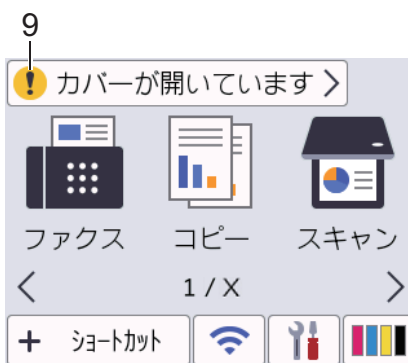 9
! カバーが開いています >
ファクス コピー スキャン
< 1 / X >
+ ショートカット